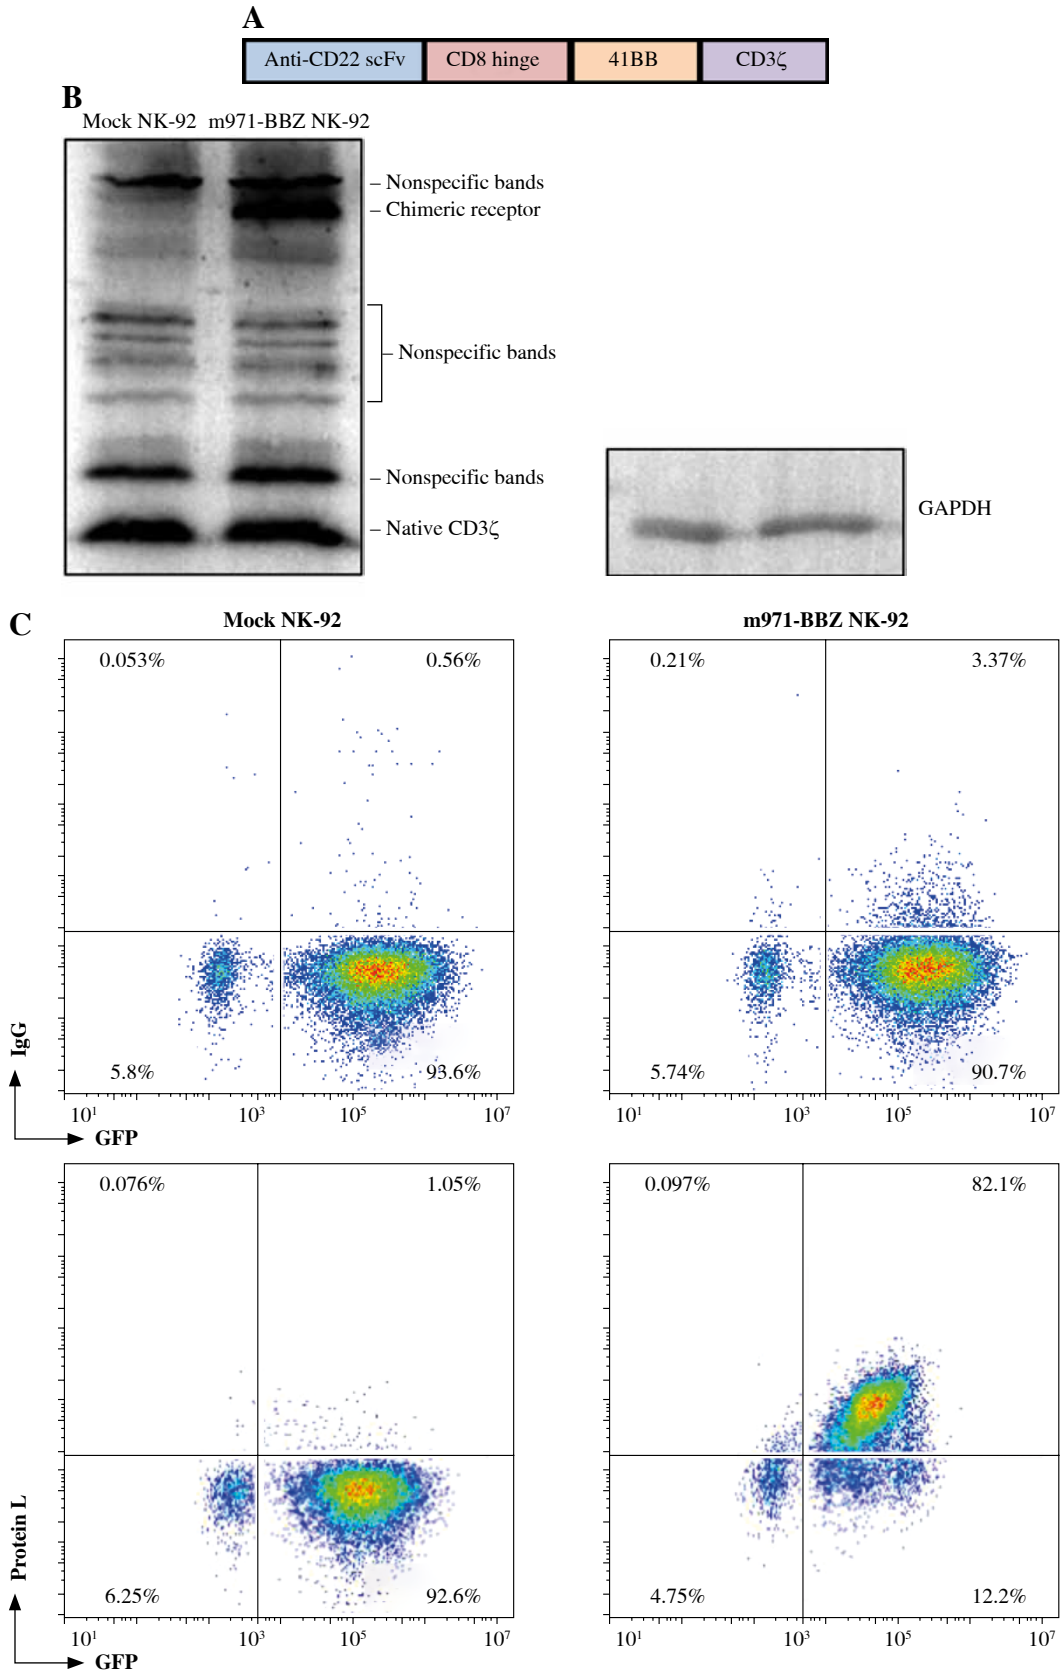 A
Anti-CD22 scFv CD8 hinge 41BB CD3ζ
B
Mock NK-92 m971-BBZ NK-92
– Nonspecific bands
– Chimeric receptor
– Nonspecific bands
– Nonspecific bands
– Native CD3ζ
GAPDH
C
Mock NK-92 m971-BBZ NK-92
0.053% 0.56% 0.21% 3.37%
IgG
5.8% 93.6% 5.74% 90.7%
10¹ 10³ 10⁵ 10⁷ 10¹ 10³ 10⁵ 10⁷
GFP
0.076% 1.05% 0.097% 82.1%
Protein L
6.25% 92.6% 4.75% 12.2%
10¹ 10³ 10⁵ 10⁷ 10¹ 10³ 10⁵ 10⁷
GFP